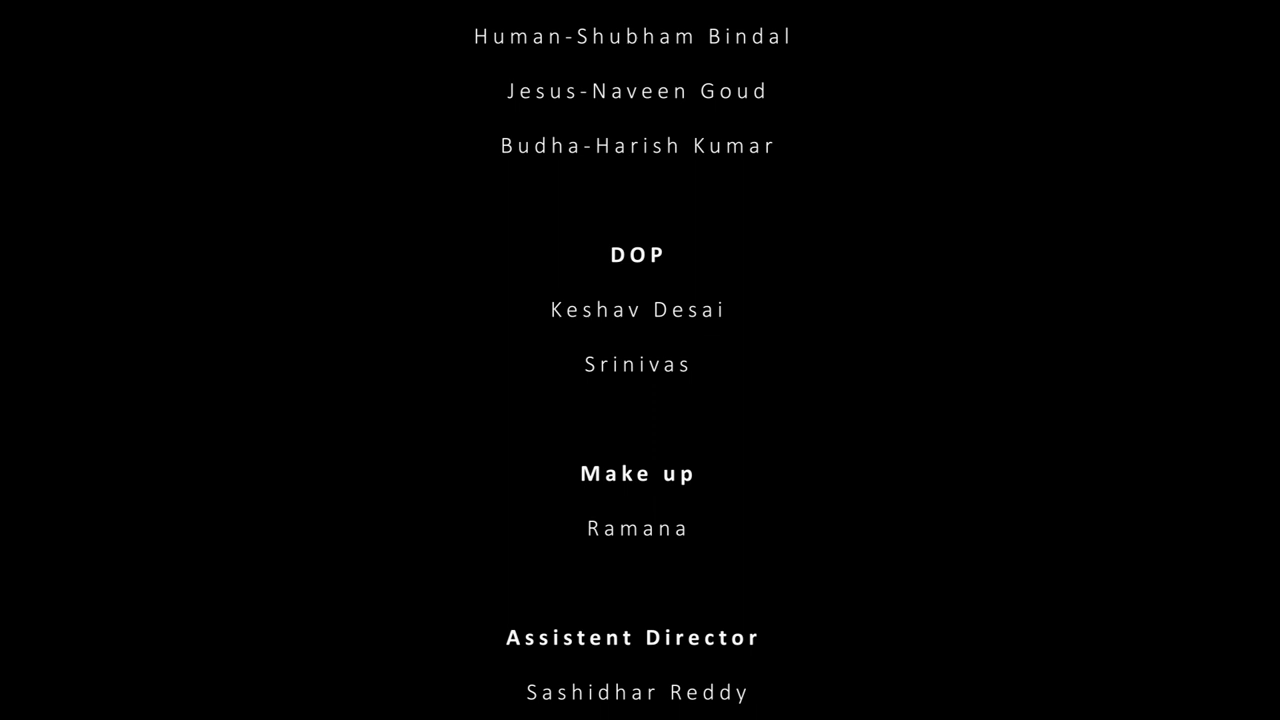 Human-Shubham Bindal
Jesus-Naveen Goud
Budha-Harish Kumar
DOP
Keshav Desai
Srinivas
Make up
Ramana
Assistent Director
Sashidhar Reddy